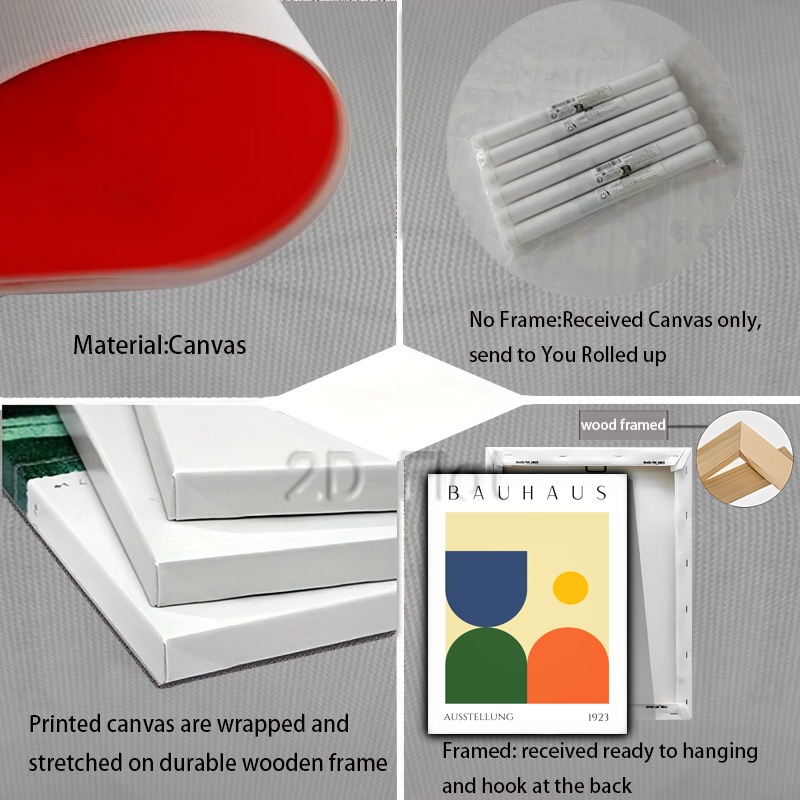 Material:Canvas
No Frame:Received Canvas only,
send to You Rolled up
2D Flot
Printed canvas are wrapped and
stretched on durable wooden frame
wood framed
BAUHAUS
AUSSTELLUNG 1923
Framed: received ready to hanging
and hook at the back